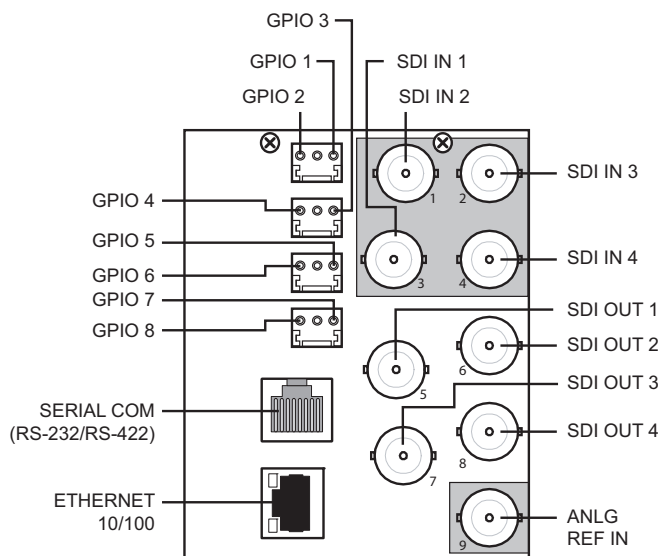 GPIO 3
GPIO 1
SDI IN 1
GPIO 2
SDI IN 2
SDI IN 3
1
2
GPIO 4
GPIO 5
GPIO 6
SDI IN 4
3
4
GPIO 7
SDI OUT 1
GPIO 8
SDI OUT 2
6
SDI OUT 3
5
SERIAL COM
(RS-232/RS-422)
SDI OUT 4
8
7
ETHERNET
10/100
ANLG
REF IN
9